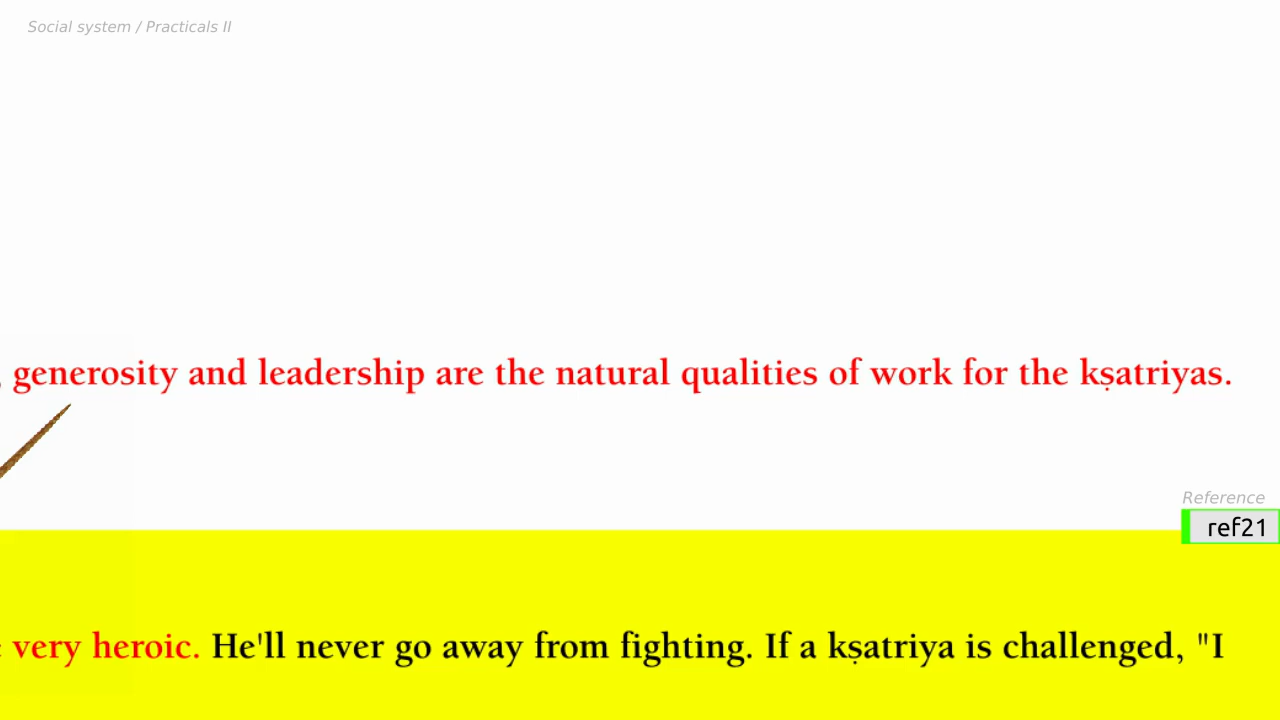 Social system / Practicals II
, generosity and leadership are the natural qualities of work for the kṣatriyas.
Reference
ref21
very heroic. He'll never go away from fighting. If a kṣatriya is challenged, "I